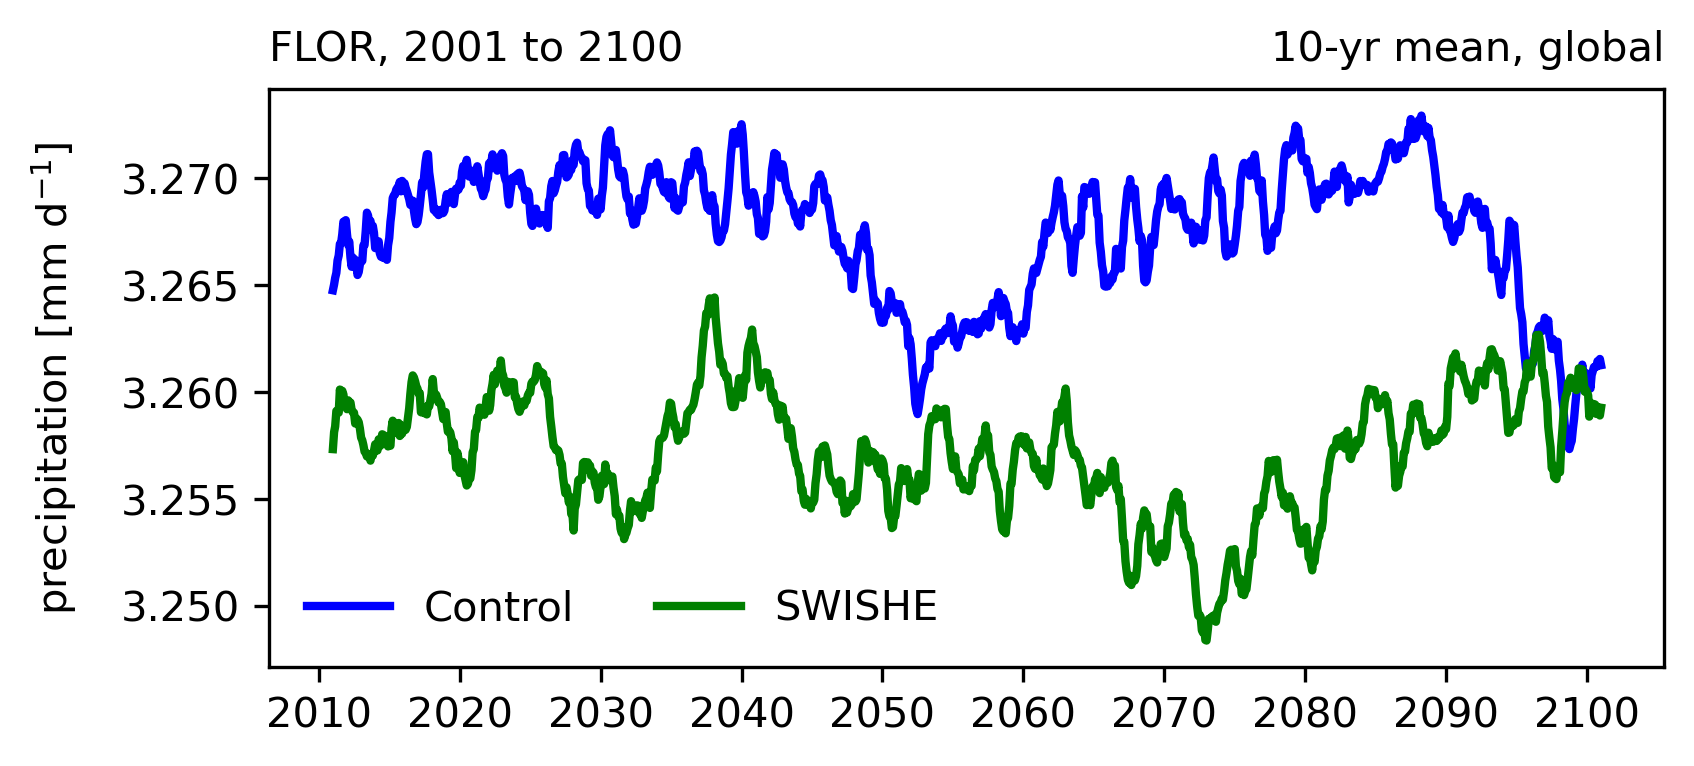 FLOR, 2001 to 2100
10-yr mean, global
precipitation [mm d⁻¹]
3.270
3.265
3.260
3.255
3.250
Control
SWISHE
2010 2020 2030 2040 2050 2060 2070 2080 2090 2100